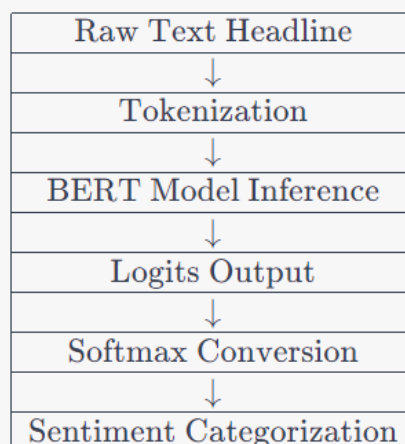 Raw Text Headline
↓
Tokenization
↓
BERT Model Inference
↓
Logits Output
↓
Softmax Conversion
↓
Sentiment Categorization